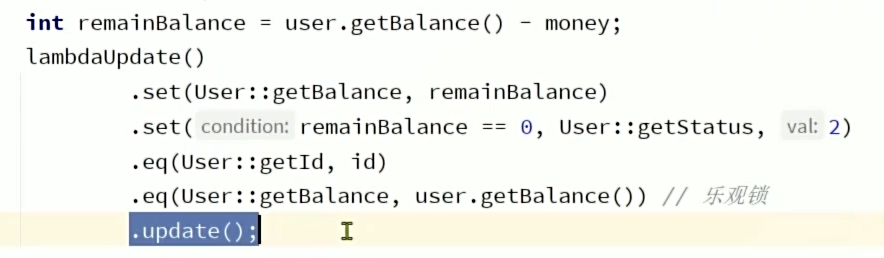 int remainBalance = user.getBalance() - money;
lambdaUpdate()
.set(User::getBalance, remainBalance)
.set( condition: remainBalance == 0, User::getStatus, val: 2)
.eq(User::getId, id)
.eq(User::getBalance, user.getBalance()) // 乐观锁
.update();